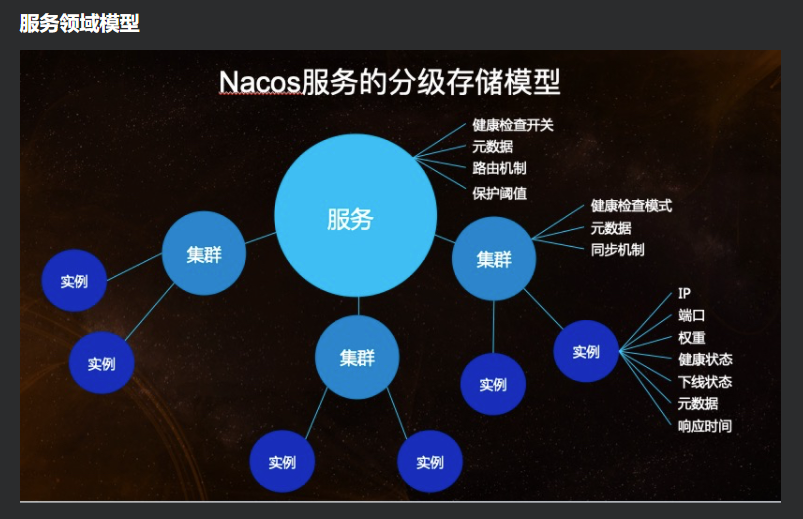 服务领域模型
Nacos服务的分级存储模型
健康检查开关
元数据
路由机制
保护阈值
服务
健康检查模式
元数据
同步机制
集群
集群
实例
IP
端口
权重
健康状态
下线状态
元数据
响应时间
实例
集群
实例
实例
实例
实例